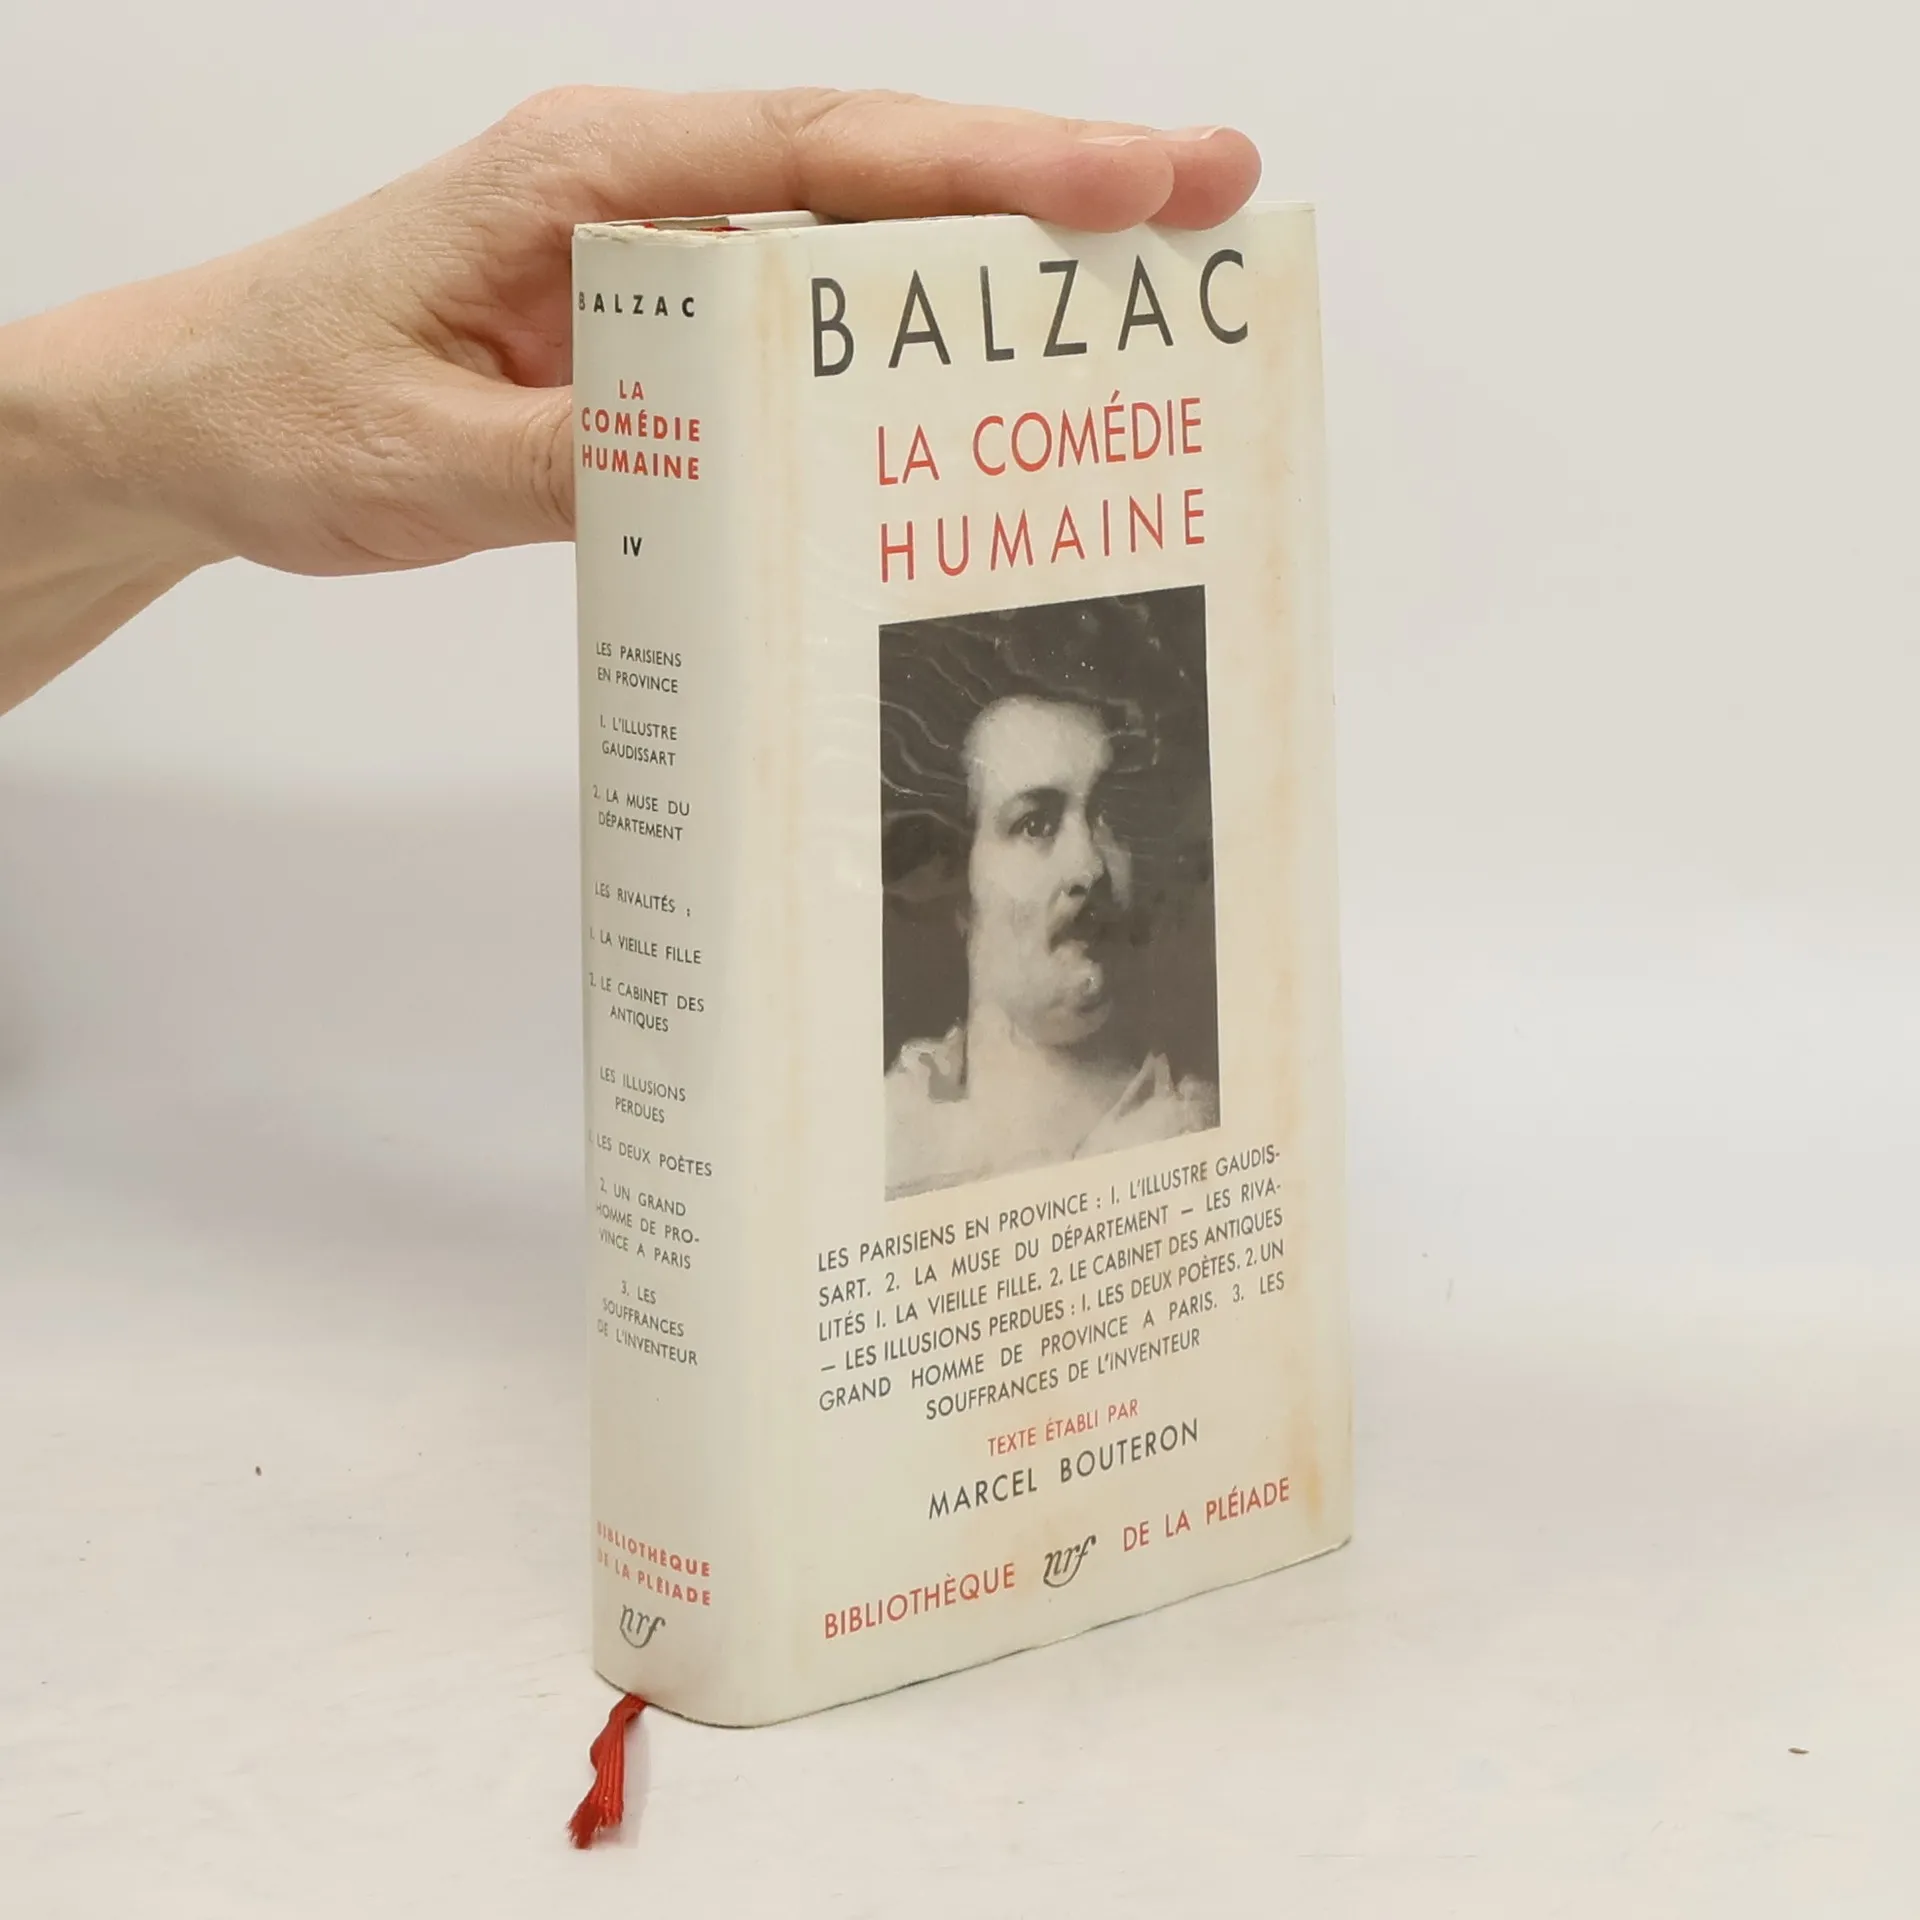 BALZAC
LA
COMÉDIE
HUMAINE
IV
LES PARISIENS
EN PROVINCE
1. L'ILLUSTRE
GAUDISSART
2. LA MUSE DU
DÉPARTEMENT
LES RIVALITÉS :
1. LA VIEILLE FILLE
2. LE CABINET DES
ANTIQUES
LES ILLUSIONS
PERDUES
LES DEUX POÈTES
2. UN GRAND
HOMME DE PRO-
VINCE A PARIS
3. LES
SOUFFRANCES
DE L'INVENTEUR
BIBLIOTHÈQUE
DE LA PLÉIADE
nrf
BALZAC
LA COMÉDIE
HUMAINE
LES PARISIENS EN PROVINCE : 1. L'ILLUSTRE GAUDIS-
SART. 2. LA MUSE DU DÉPARTEMENT — LES RIVA-
LITÉS 1. LA VIEILLE FILLE. 2. LE CABINET DES ANTIQUES
— LES ILLUSIONS PERDUES : 1. LES DEUX POÈTES. 2. UN
GRAND HOMME DE PROVINCE A PARIS. 3. LES
SOUFFRANCES DE L'INVENTEUR
TEXTE ÉTABLI PAR
MARCEL BOUTERON
BIBLIOTHÈQUE nrf DE LA PLÉIADE